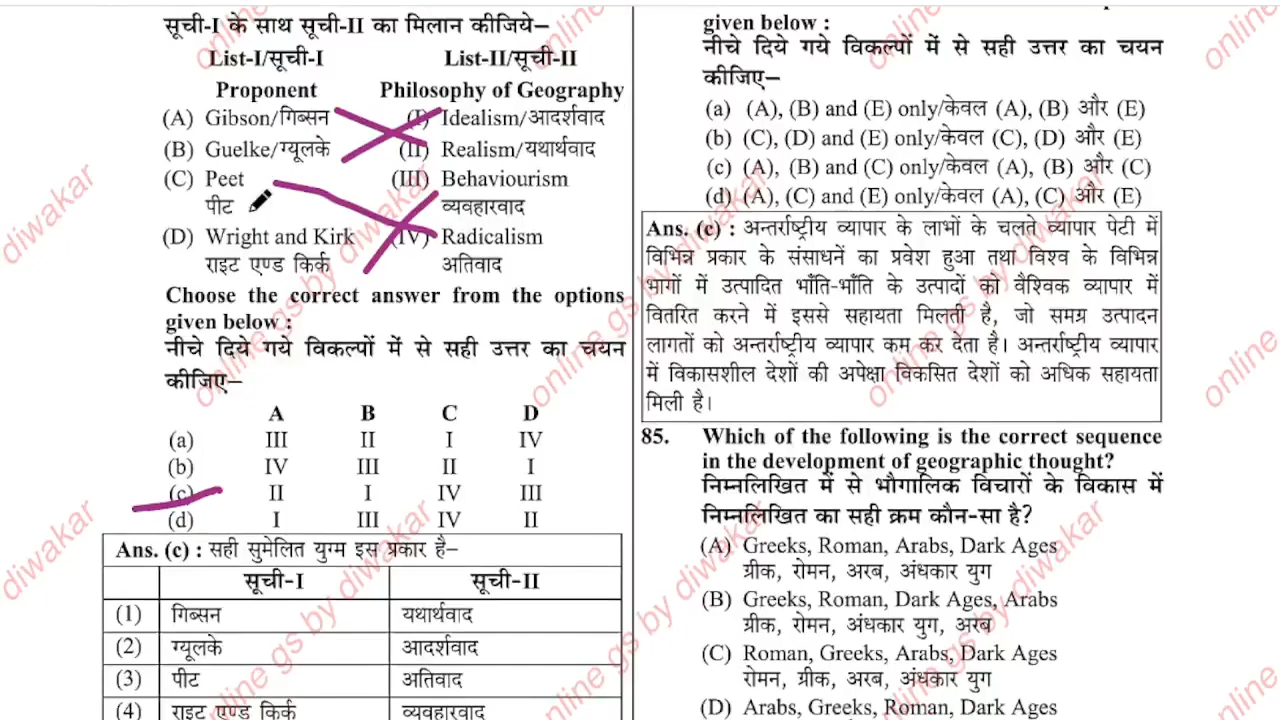 सूची-I के साथ सूची-II का मिलान कीजिये–
List-I/सूची-I List-II/सूची-II
Proponent Philosophy of Geography
(A) Gibson/गिब्सन (I) Idealism/आदर्शवाद
(B) Guelke/ग्यूलके (II) Realism/यथार्थवाद
(C) Peet (III) Behaviourism
पीट व्यवहारवाद
(D) Wright and Kirk (IV) Radicalism
राइट एण्ड किर्क अतिवाद
Choose the correct answer from the options
given below :
नीचे दिये गये विकल्पों में से सही उत्तर का चयन
कीजिए–
A B C D
(a) III II I IV
(b) IV III II I
(c) II I IV III
(d) I III IV II
Ans. (c) : सही सुमेलित युग्म इस प्रकार है–
सूची-I सूची-II
(1) गिब्सन यथार्थवाद
(2) ग्यूलके आदर्शवाद
(3) पीट अतिवाद
(4) राइट एण्ड किर्क व्यवहारवाद
given below :
नीचे दिये गये विकल्पों में से सही उत्तर का चयन
कीजिए–
(a) (A), (B) and (E) only/केवल (A), (B) और (E)
(b) (C), (D) and (E) only/केवल (C), (D) और (E)
(c) (A), (B) and (C) only/केवल (A), (B) और (C)
(d) (A), (C) and (E) only/केवल (A), (C) और (E)
Ans. (c) : अन्तर्राष्ट्रीय व्यापार के लाभों के चलते व्यापार पेटी में
विभिन्न प्रकार के संसाधनों का प्रवेश हुआ तथा विश्व के विभिन्न
भागों में उत्पादित भाँति-भाँति के उत्पादों को वैश्विक व्यापार में
वितरित करने में इससे सहायता मिलती है, जो समग्र उत्पादन
लागतों को अन्तर्राष्ट्रीय व्यापार कम कर देता है। अन्तर्राष्ट्रीय व्यापार
में विकासशील देशों की अपेक्षा विकसित देशों को अधिक सहायता
मिली है।
85. Which of the following is the correct sequence
in the development of geographic thought?
निम्नलिखित में से भौगालिक विचारों के विकास में
निम्नलिखित का सही क्रम कौन-सा है?
(A) Greeks, Roman, Arabs, Dark Ages
ग्रीक, रोमन, अरब, अंधकार युग
(B) Greeks, Roman, Dark Ages, Arabs
ग्रीक, रोमन, अंधकार युग, अरब
(C) Roman, Greeks, Arabs, Dark Ages
रोमन, ग्रीक, अरब, अंधकार युग
(D) Arabs, Greeks, Roman, Dark Ages
online gs by diwakar